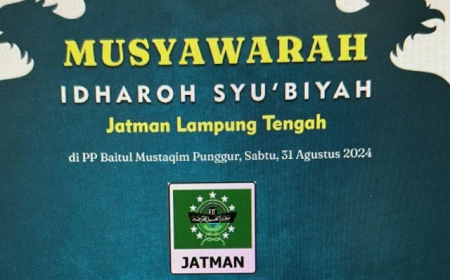 MUSYAWARAH
IDHAROH SYU'BIYAH
Jatman Lampung Tengah
di PP Baitul Mustaqim Punggur, Sabtu, 31 Agustus 2024
JATMAN